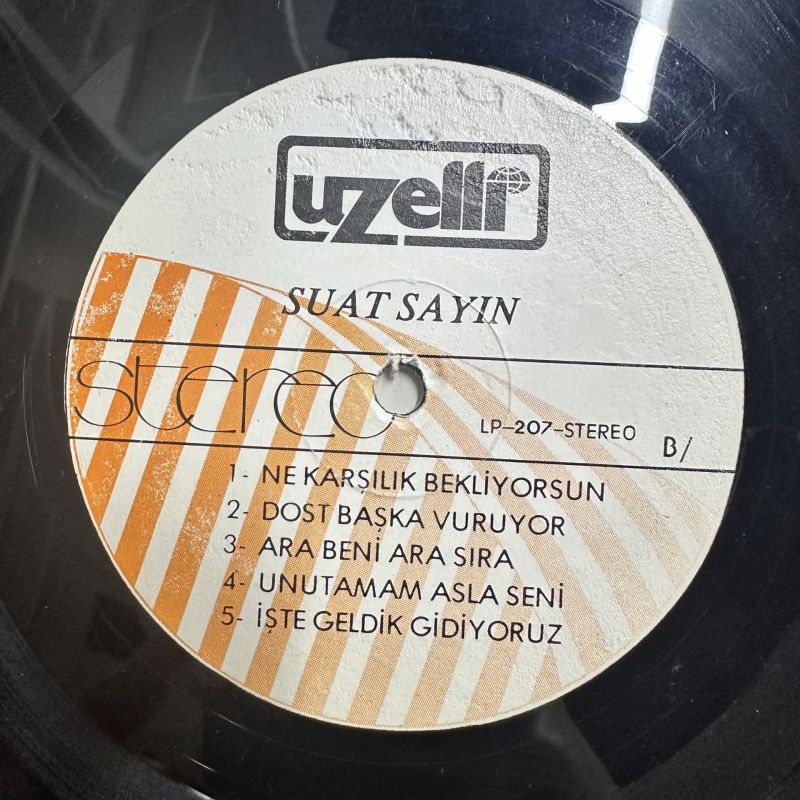 uzelli
SUAT SAYIN
stereo
LP-207-STEREO B/
1- NE KARŞILIK BEKLİYORSUN
2- DOST BAŞKA VURUYOR
3- ARA BENİ ARA SIRA
4- UNUTAMAM ASLA SENİ
5- İŞTE GELDİK GİDİYORUZ